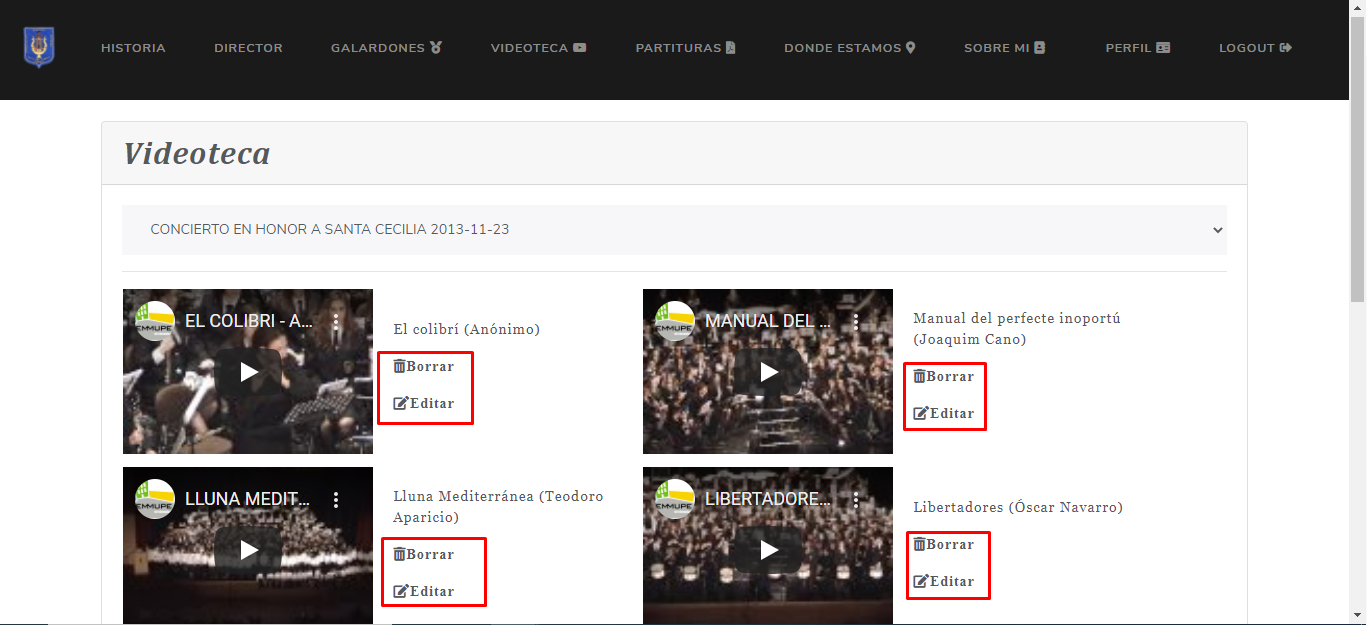 HISTORIA DIRECTOR GALARDONES VIDEOTECA PARTITURAS DONDE ESTAMOS SOBRE MI PERFIL LOGOUT
Videoteca
CONCIERTO EN HONOR A SANTA CECILIA 2013-11-23
EMMUPE
EL COLIBRI - A...
El colibrí (Anónimo)
Borrar
Editar
EMMUPE
MANUAL DEL ...
Manual del perfecte inoportú
(Joaquim Cano)
Borrar
Editar
EMMUPE
LLUNA MEDIT...
Lluna Mediterránea (Teodoro
Aparicio)
Borrar
Editar
EMMUPE
LIBERTADORE...
Libertadores (Óscar Navarro)
Borrar
Editar